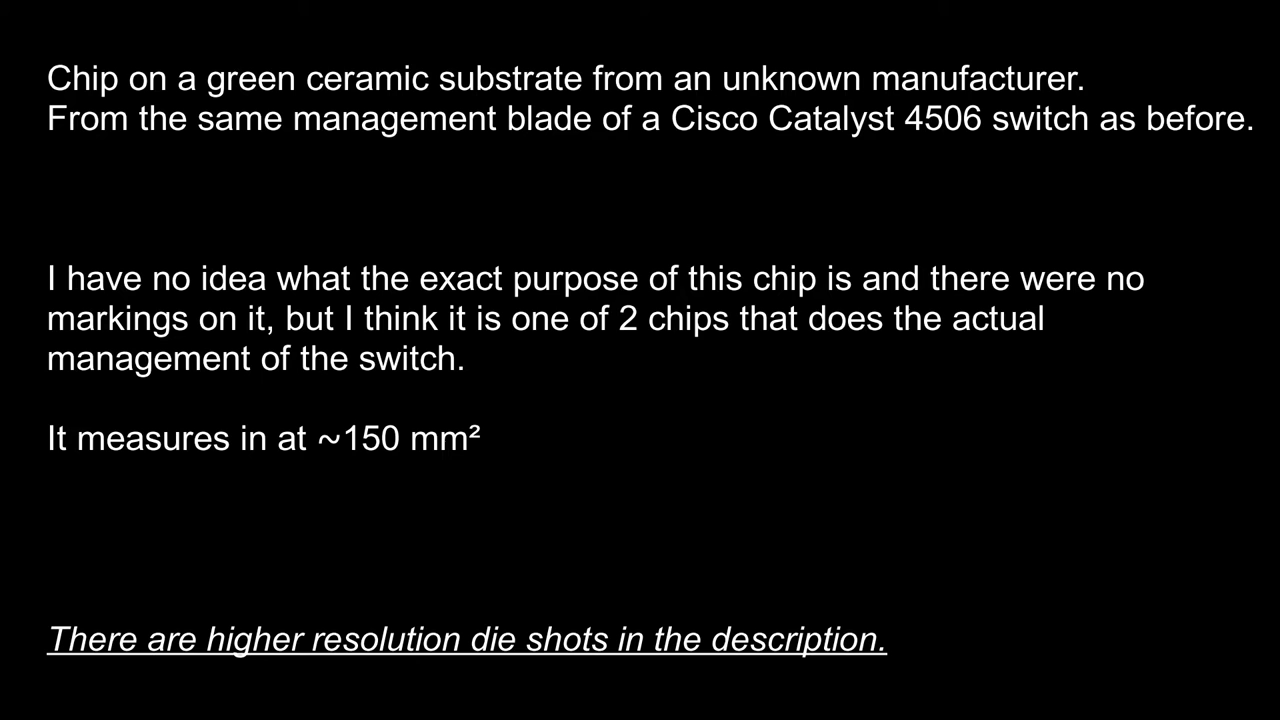 Chip on a green ceramic substrate from an unknown manufacturer.
From the same management blade of a Cisco Catalyst 4506 switch as before.
I have no idea what the exact purpose of this chip is and there were no
markings on it, but I think it is one of 2 chips that does the actual
management of the switch.
It measures in at ~150 mm²
There are higher resolution die shots in the description.